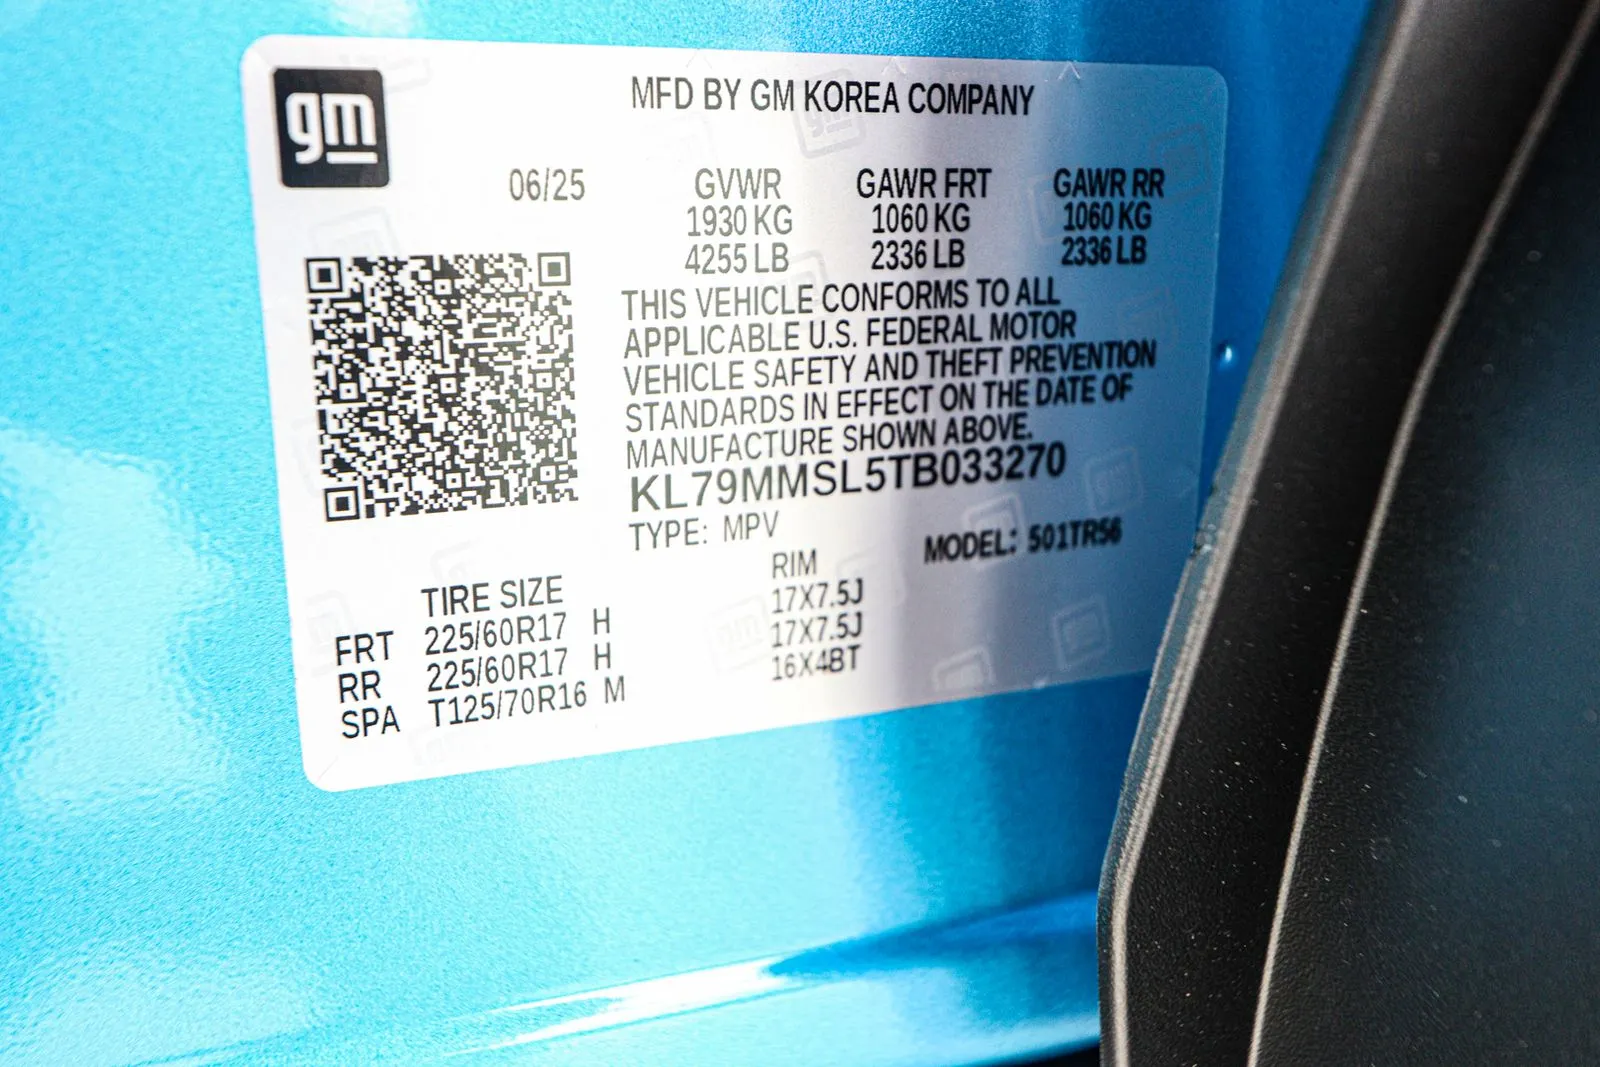 gm
MFD BY GM KOREA COMPANY
06/25 GVWR GAWR FRT GAWR RR
1930 KG 1060 KG 1060 KG
4255 LB 2336 LB 2336 LB
THIS VEHICLE CONFORMS TO ALL
APPLICABLE U.S. FEDERAL MOTOR
VEHICLE SAFETY AND THEFT PREVENTION
STANDARDS IN EFFECT ON THE DATE OF
MANUFACTURE SHOWN ABOVE.
KL79MMSL5TB033270
TYPE: MPV MODEL: 501TR56
TIRE SIZE RIM
FRT 225/60R17 H 17X7.5J
RR 225/60R17 H 17X7.5J
SPA T125/70R16 M 16X4BT